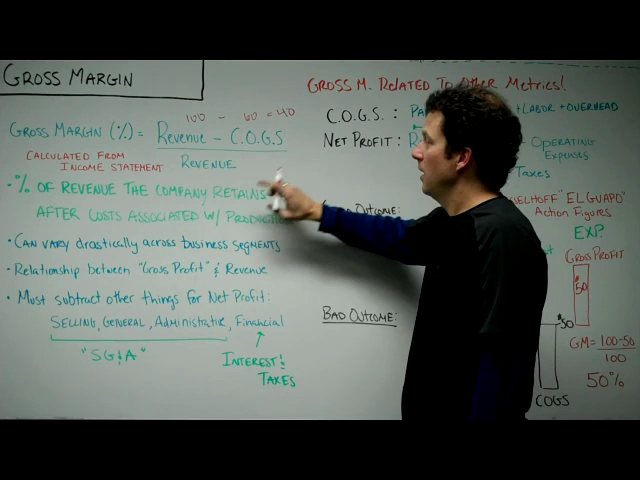 GROSS MARGIN
100 - 60 = 40
GROSS MARGIN (%) = REVENUE - C.O.G.S
REVENUE
CALCULATED FROM
INCOME STATEMENT
• % OF REVENUE THE COMPANY RETAINS
AFTER COSTS ASSOCIATED W/
• CAN VARY drastically across business SEGMENTS
• Relationship between "Gross Profit" & Revenue
• Must subtract other things for Net Profit:
SELLING, GENERAL, Administrative, Financial
"SG&A"
INTEREST &
TAXES
GROSS M. RELATED TO Other METRICS!
C.O.G.S. : +LABOR +OVERHEAD
NET PROFIT: - OPERATING
EXPENSES
TAXES
OUTCOME:
"EL GUAPO"
Action Figures
EXP.
GROSS PROFIT
$50
BAD OUTCOME:
$50
GM = 100-50
100
50%
COGS